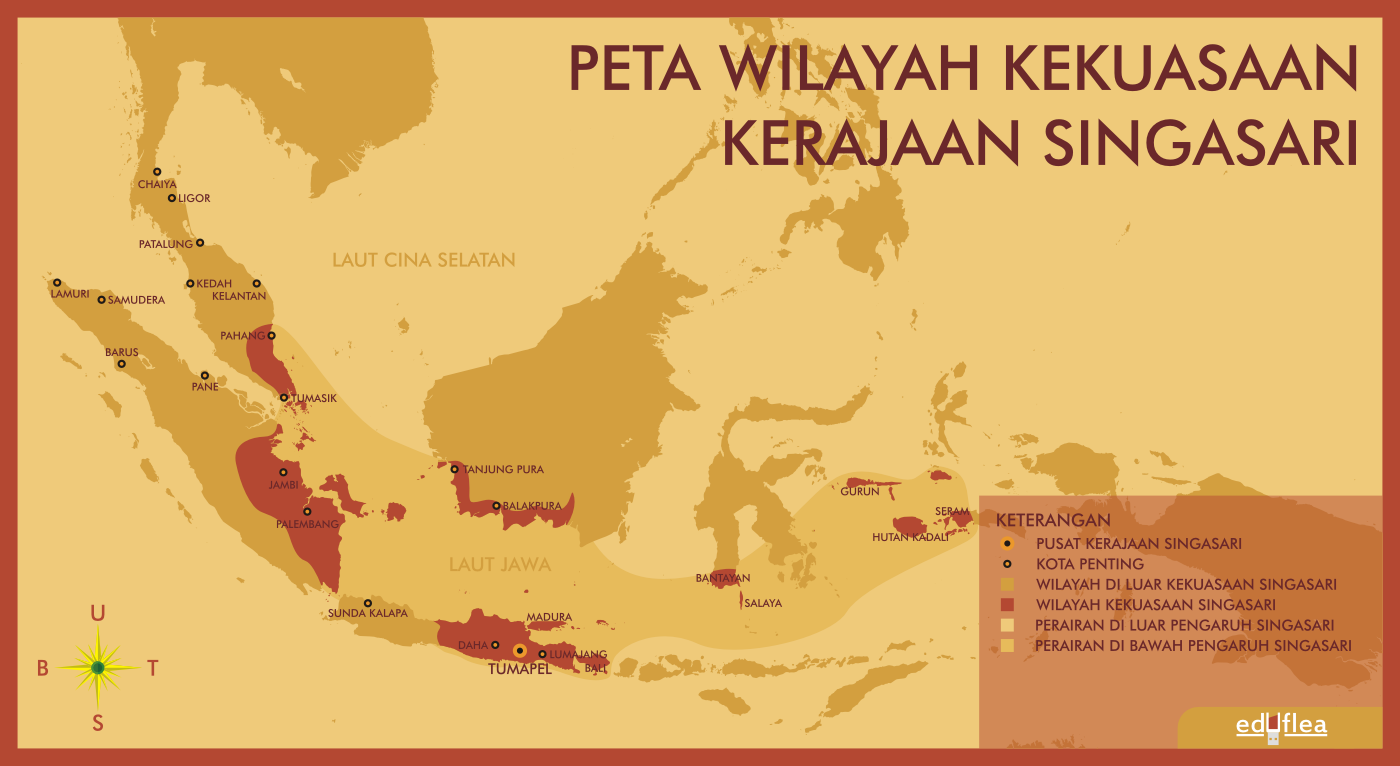 PETA WILAYAH KEKUASAAN
KERAJAAN SINGASARI
CHAIYA
LIGOR
PATALUNG
LAUT CINA SELATAN
KEDAH
KELANTAN
LAMURI
SAMUDERA
PAHANG
BARUS
PANE
TUMASIK
TANJUNG PURA
JAMBI
GURUN
BALAKPURA
SERAM
PALEMBANG
HUTAN KADALI
LAUT JAWA
BANTAYAN
SALAYA
SUNDA KALAPA
MADURA
DAHA
LUMAJANG
TUMAPEL
BALI
U
B
T
S
KETERANGAN
PUSAT KERAJAAN SINGASARI
KOTA PENTING
WILAYAH DI LUAR KEKUASAAN SINGASARI
WILAYAH KEKUASAAN SINGASARI
PERAIRAN DI LUAR PENGARUH SINGASARI
PERAIRAN DI BAWAH PENGARUH SINGASARI
eduflea